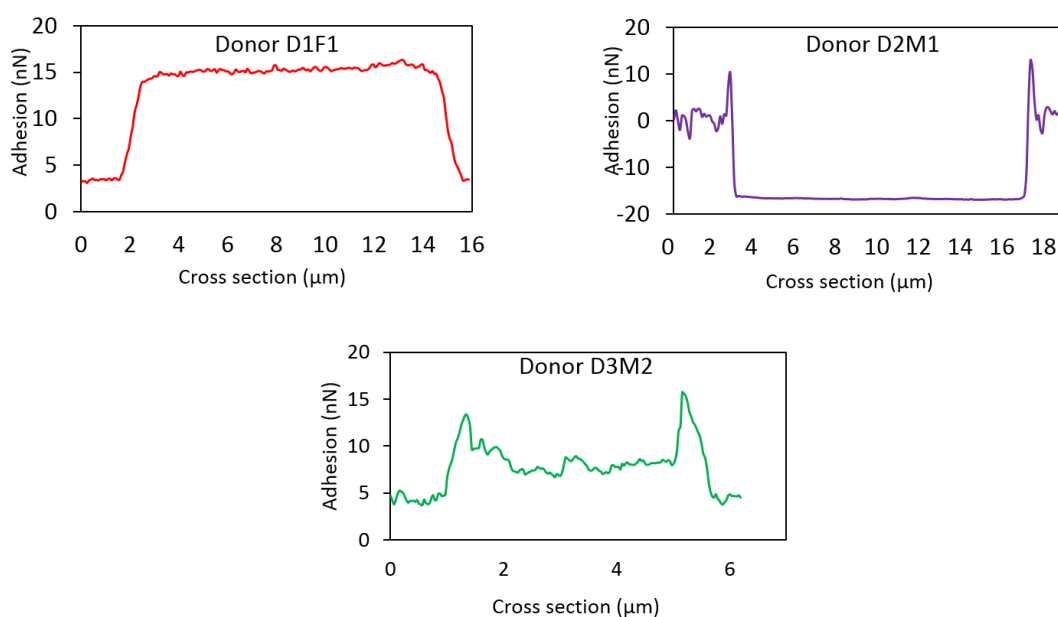 Donor D1F1
Adhesion (nN)
20
15
10
5
0
0 2 4 6 8 10 12 14 16
Cross section (µm)
Donor D2M1
Adhesion (nN)
20
10
0
-10
-20
0 2 4 6 8 10 12 14 16 18
Cross section (µm)
Donor D3M2
Adhesion (nN)
20
15
10
5
0
0 2 4 6
Cross section (µm)